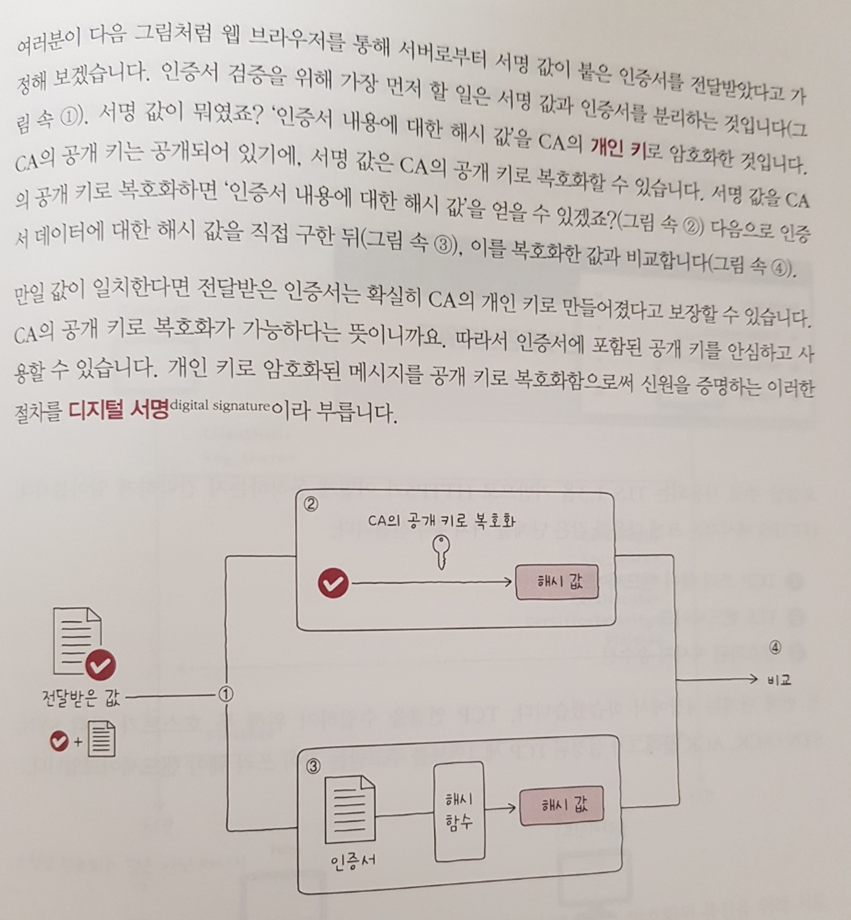 여러분이 다음 그림처럼 웹 브라우저를 통해 서버로부터 서명 값이 붙은 인증서를 전달받았다고 가
정해 보겠습니다. 인증서 검증을 위해 가장 먼저 할 일은 서명 값과 인증서를 분리하는 것입니다(그
림 속 ①). 서명 값이 뭐였죠? ‘인증서 내용에 대한 해시 값’을 CA의 개인 키로 암호화한 것입니다.
CA의 공개 키는 공개되어 있기에, 서명 값은 CA의 공개 키로 복호화할 수 있습니다. 서명 값을 CA
의 공개 키로 복호화하면 ‘인증서 내용에 대한 해시 값’을 얻을 수 있겠죠?(그림 속 ②) 다음으로 인증
서 데이터에 대한 해시 값을 직접 구한 뒤(그림 속 ③), 이를 복호화한 값과 비교합니다(그림 속 ④).
만일 값이 일치한다면 전달받은 인증서는 확실히 CA의 개인 키로 만들어졌다고 보장할 수 있습니다.
CA의 공개 키로 복호화가 가능하다는 뜻이니까요. 따라서 인증서에 포함된 공개 키를 안심하고 사
용할 수 있습니다. 개인 키로 암호화된 메시지를 공개 키로 복호화함으로써 신원을 증명하는 이러한
절차를 디지털 서명digital signature이라 부릅니다.
②
CA의 공개 키로 복호화
해시 값
전달받은 값
+
①
④
비교
③
해시
함수
해시 값
인증서